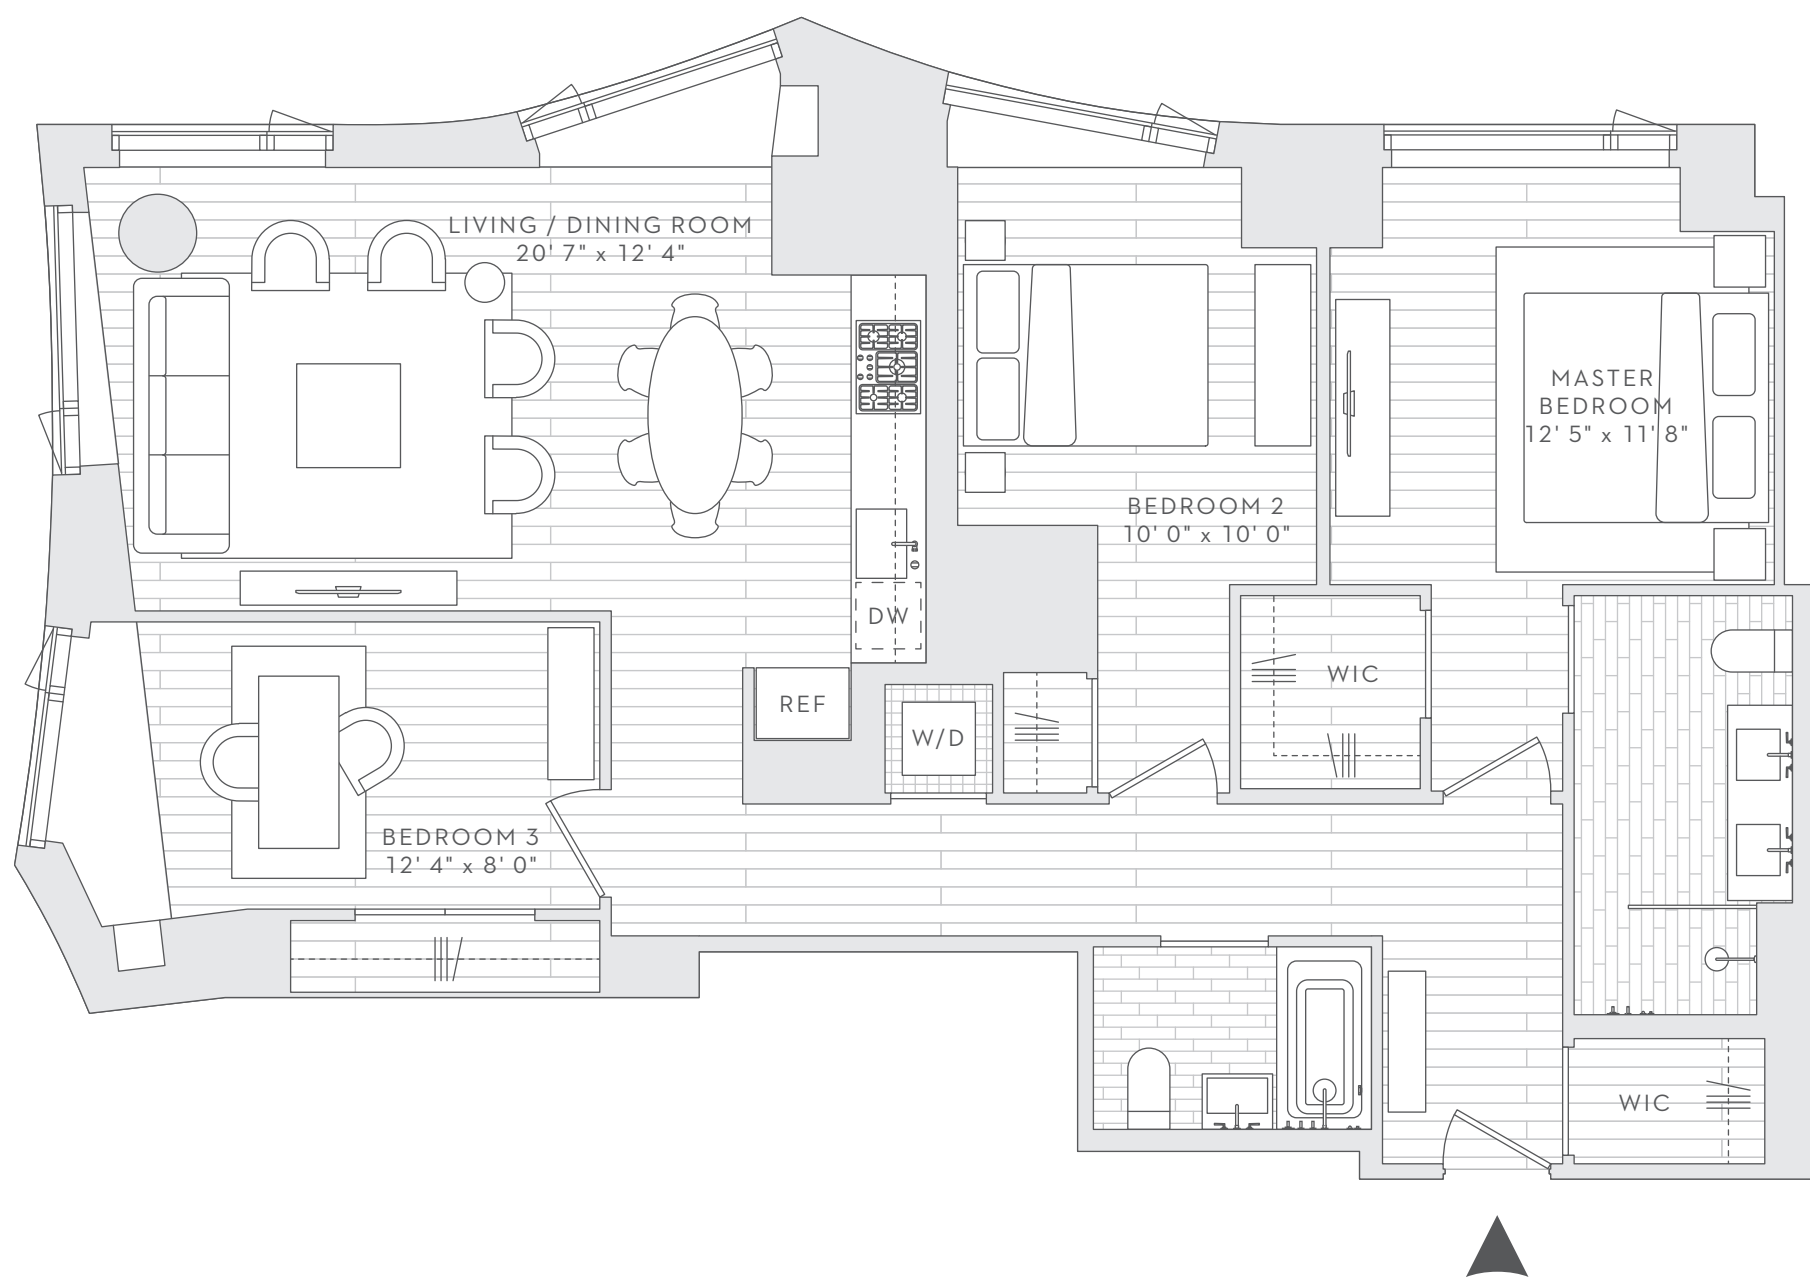 LIVING / DINING ROOM
20' 7" x 12' 4"
MASTER
BEDROOM
12' 5" x 11' 8"
BEDROOM 2
10' 0" x 10' 0"
DW
WIC
REF
W/D
BEDROOM 3
12' 4" x 8' 0"
WIC